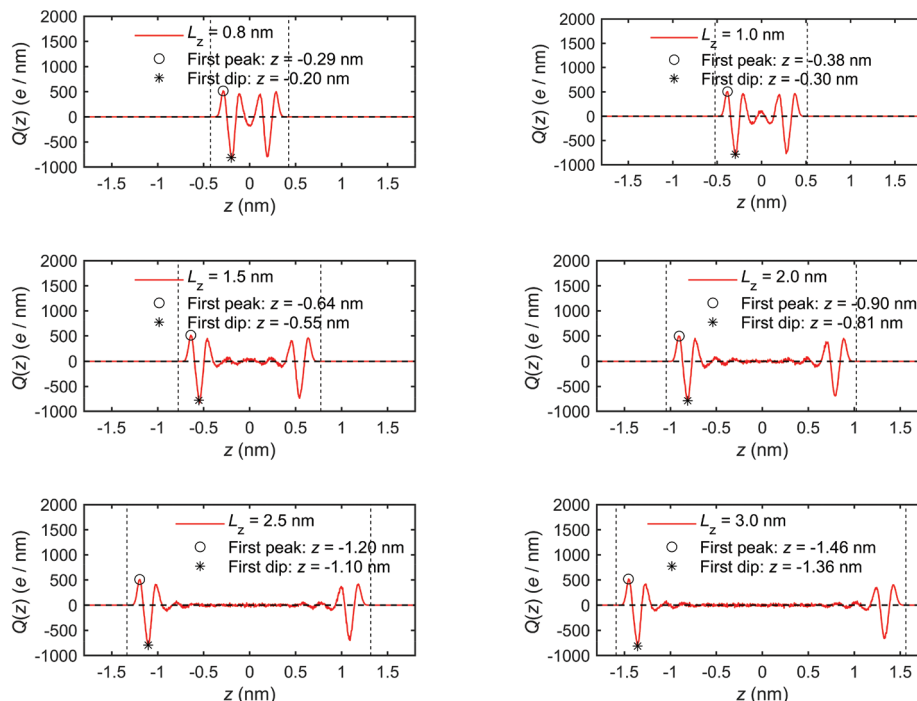 2000
1500
1000
500
0
-500
-1000
Q(z) (e / nm)
L_z = 0.8 nm
First peak: z = -0.29 nm
First dip: z = -0.20 nm
-1.5 -1 -0.5 0 0.5 1 1.5
z (nm)
2000
1500
1000
500
0
-500
-1000
Q(z) (e / nm)
L_z = 1.0 nm
First peak: z = -0.38 nm
First dip: z = -0.30 nm
-1.5 -1 -0.5 0 0.5 1 1.5
z (nm)
2000
1500
1000
500
0
-500
-1000
Q(z) (e / nm)
L_z = 1.5 nm
First peak: z = -0.64 nm
First dip: z = -0.55 nm
-1.5 -1 -0.5 0 0.5 1 1.5
z (nm)
2000
1500
1000
500
0
-500
-1000
Q(z) (e / nm)
L_z = 2.0 nm
First peak: z = -0.90 nm
First dip: z = -0.81 nm
-1.5 -1 -0.5 0 0.5 1 1.5
z (nm)
2000
1500
1000
500
0
-500
-1000
Q(z) (e / nm)
L_z = 2.5 nm
First peak: z = -1.20 nm
First dip: z = -1.10 nm
-1.5 -1 -0.5 0 0.5 1 1.5
z (nm)
2000
1500
1000
500
0
-500
-1000
Q(z) (e / nm)
L_z = 3.0 nm
First peak: z = -1.46 nm
First dip: z = -1.36 nm
-1.5 -1 -0.5 0 0.5 1 1.5
z (nm)